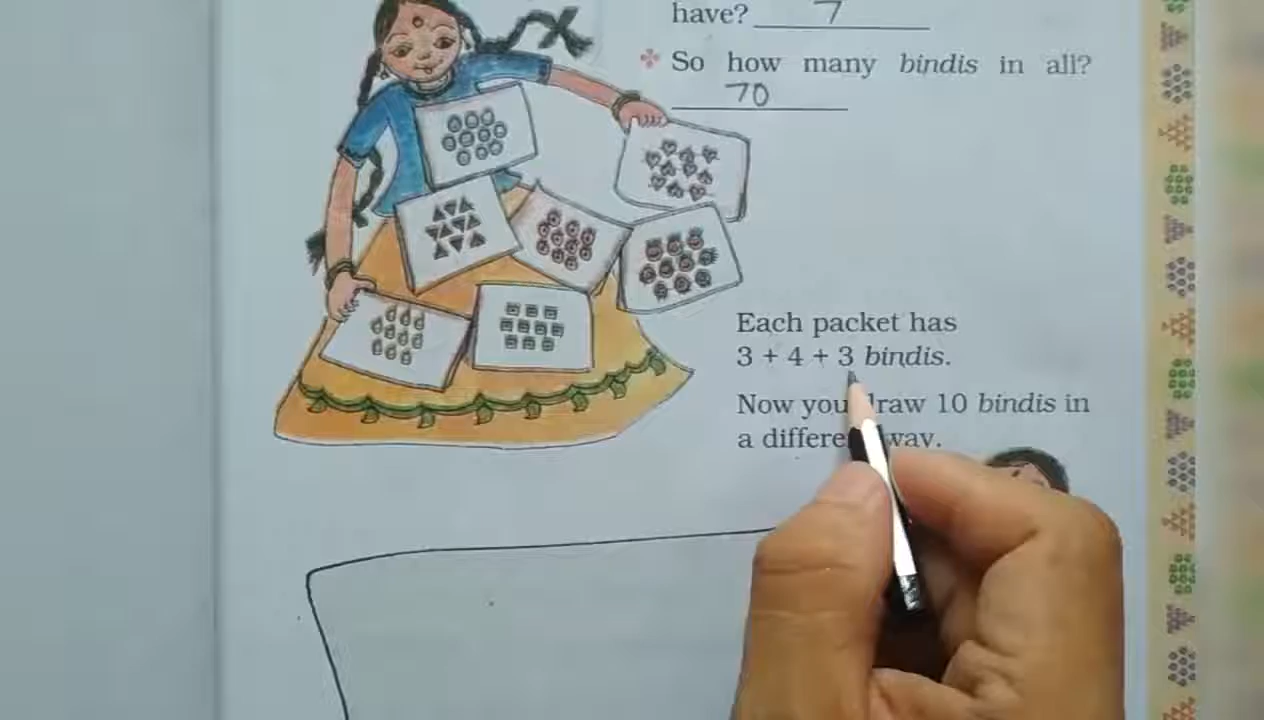 have? 7
So how many bindis in all?
70
Each packet has
3 + 4 + 3 bindis.
Now you draw 10 bindis in
a different way.